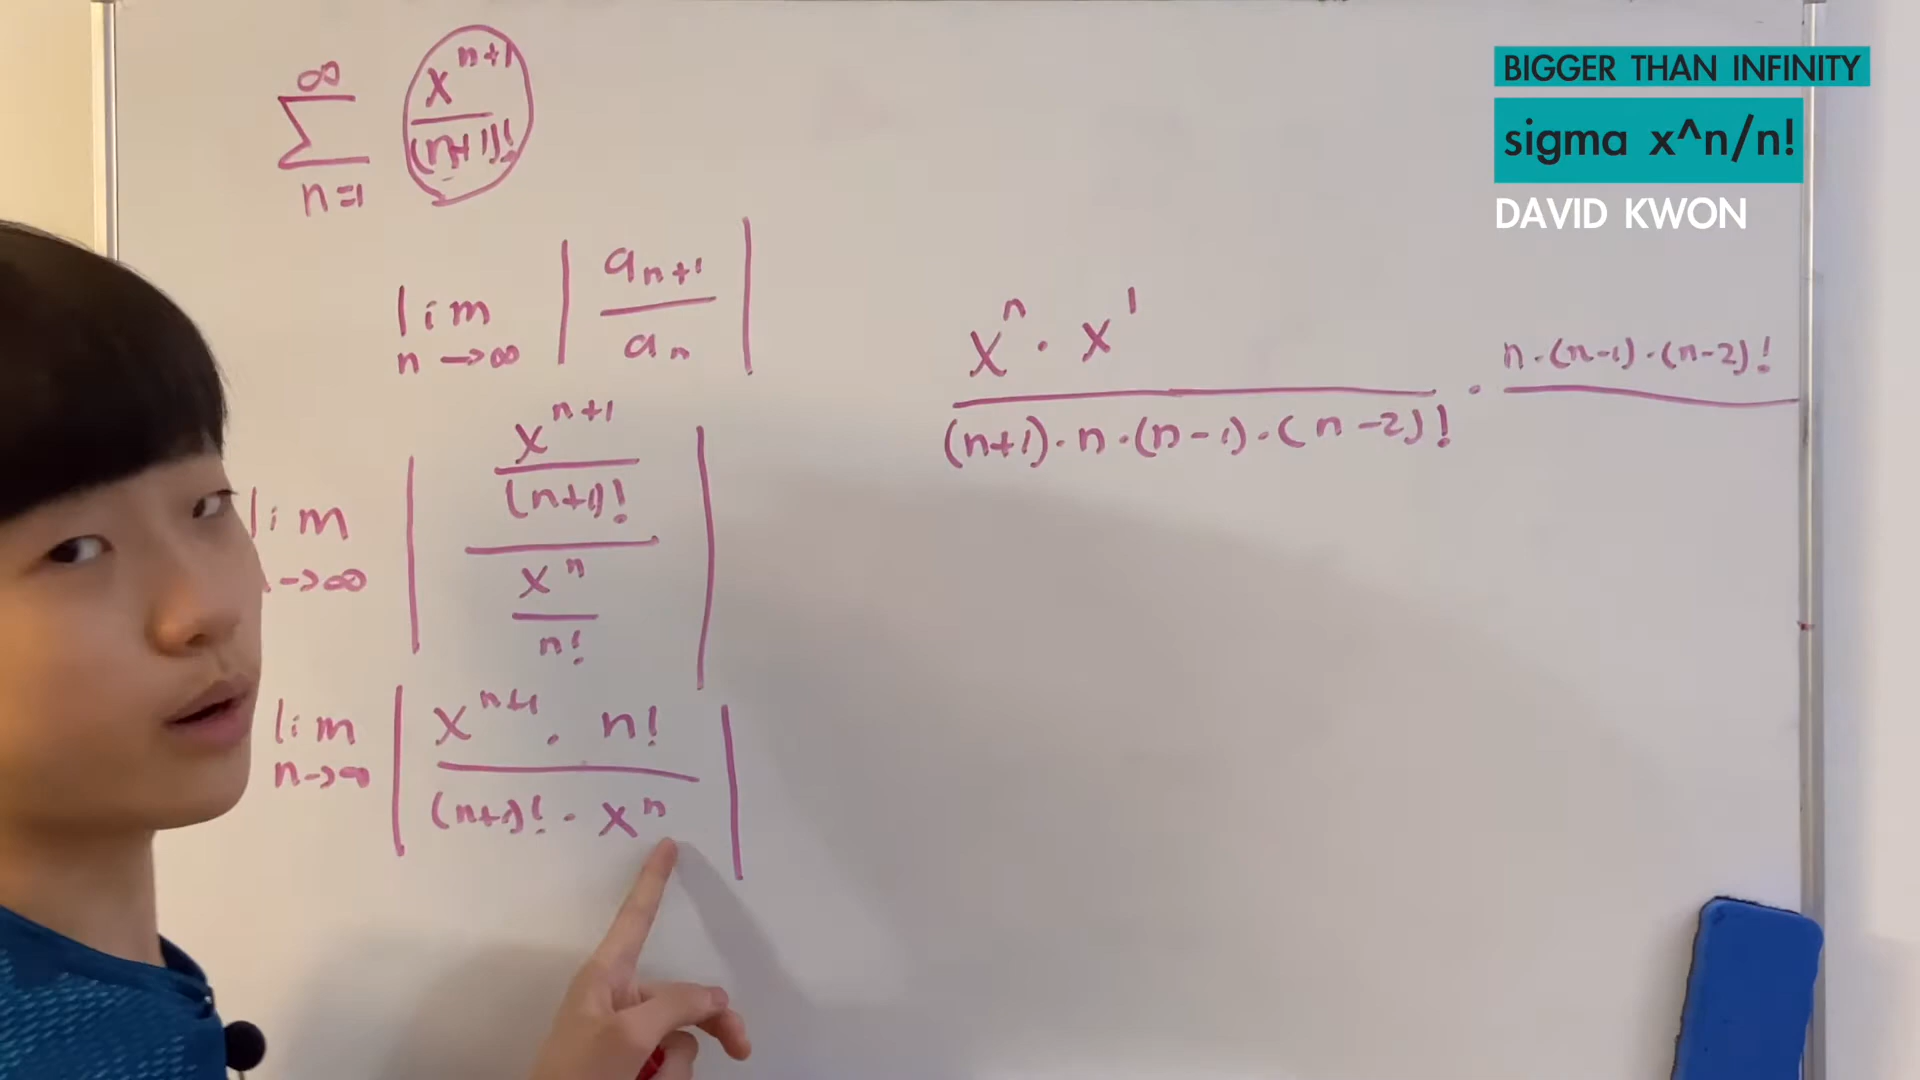 ∞
∑ x^{n+1}
(n+1)!
n=1
lim | a_{n+1} / a_n |
n→∞
lim | x^{n+1} / (n+1)! / x^n / n! |
→∞
lim | x^{n+1} · n! / (n+1)! · x^n |
n→∞
x^n · x^1
(n+1) · n · (n-1) · (n-2)!
· n·(n-1)·(n-2)!
BIGGER THAN INFINITY
sigma x^n/n!
DAVID KWON